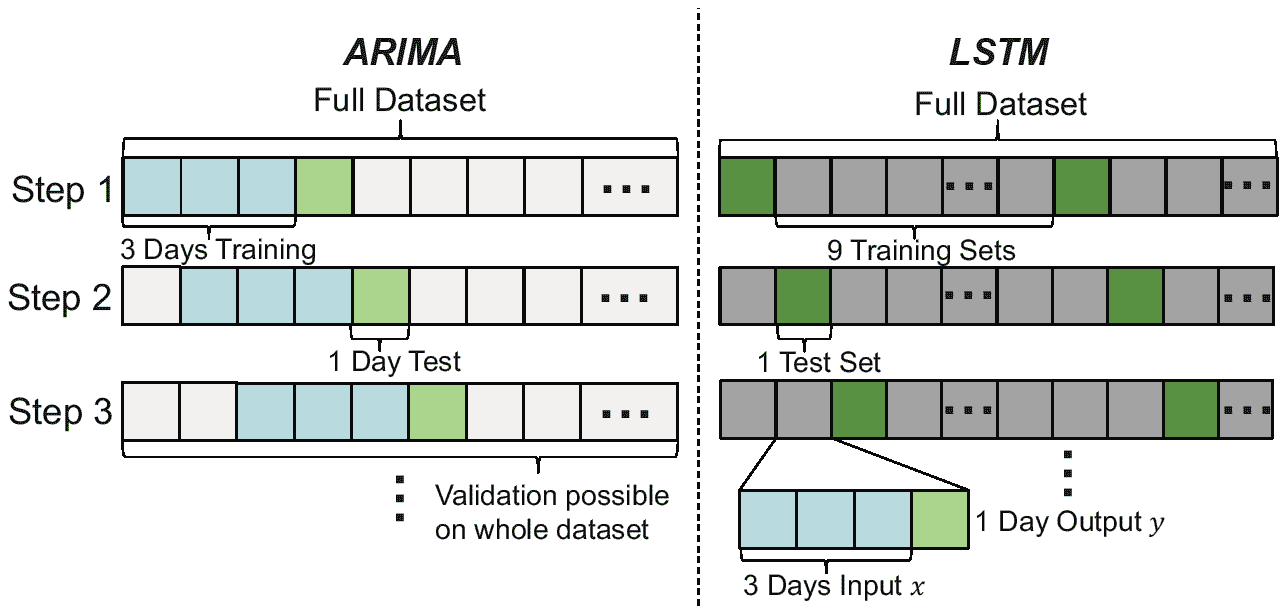 ARIMA
Full Dataset
Step 1
3 Days Training
Step 2
1 Day Test
Step 3
Validation possible
on whole dataset
LSTM
Full Dataset
9 Training Sets
1 Test Set
1 Day Output y
3 Days Input x